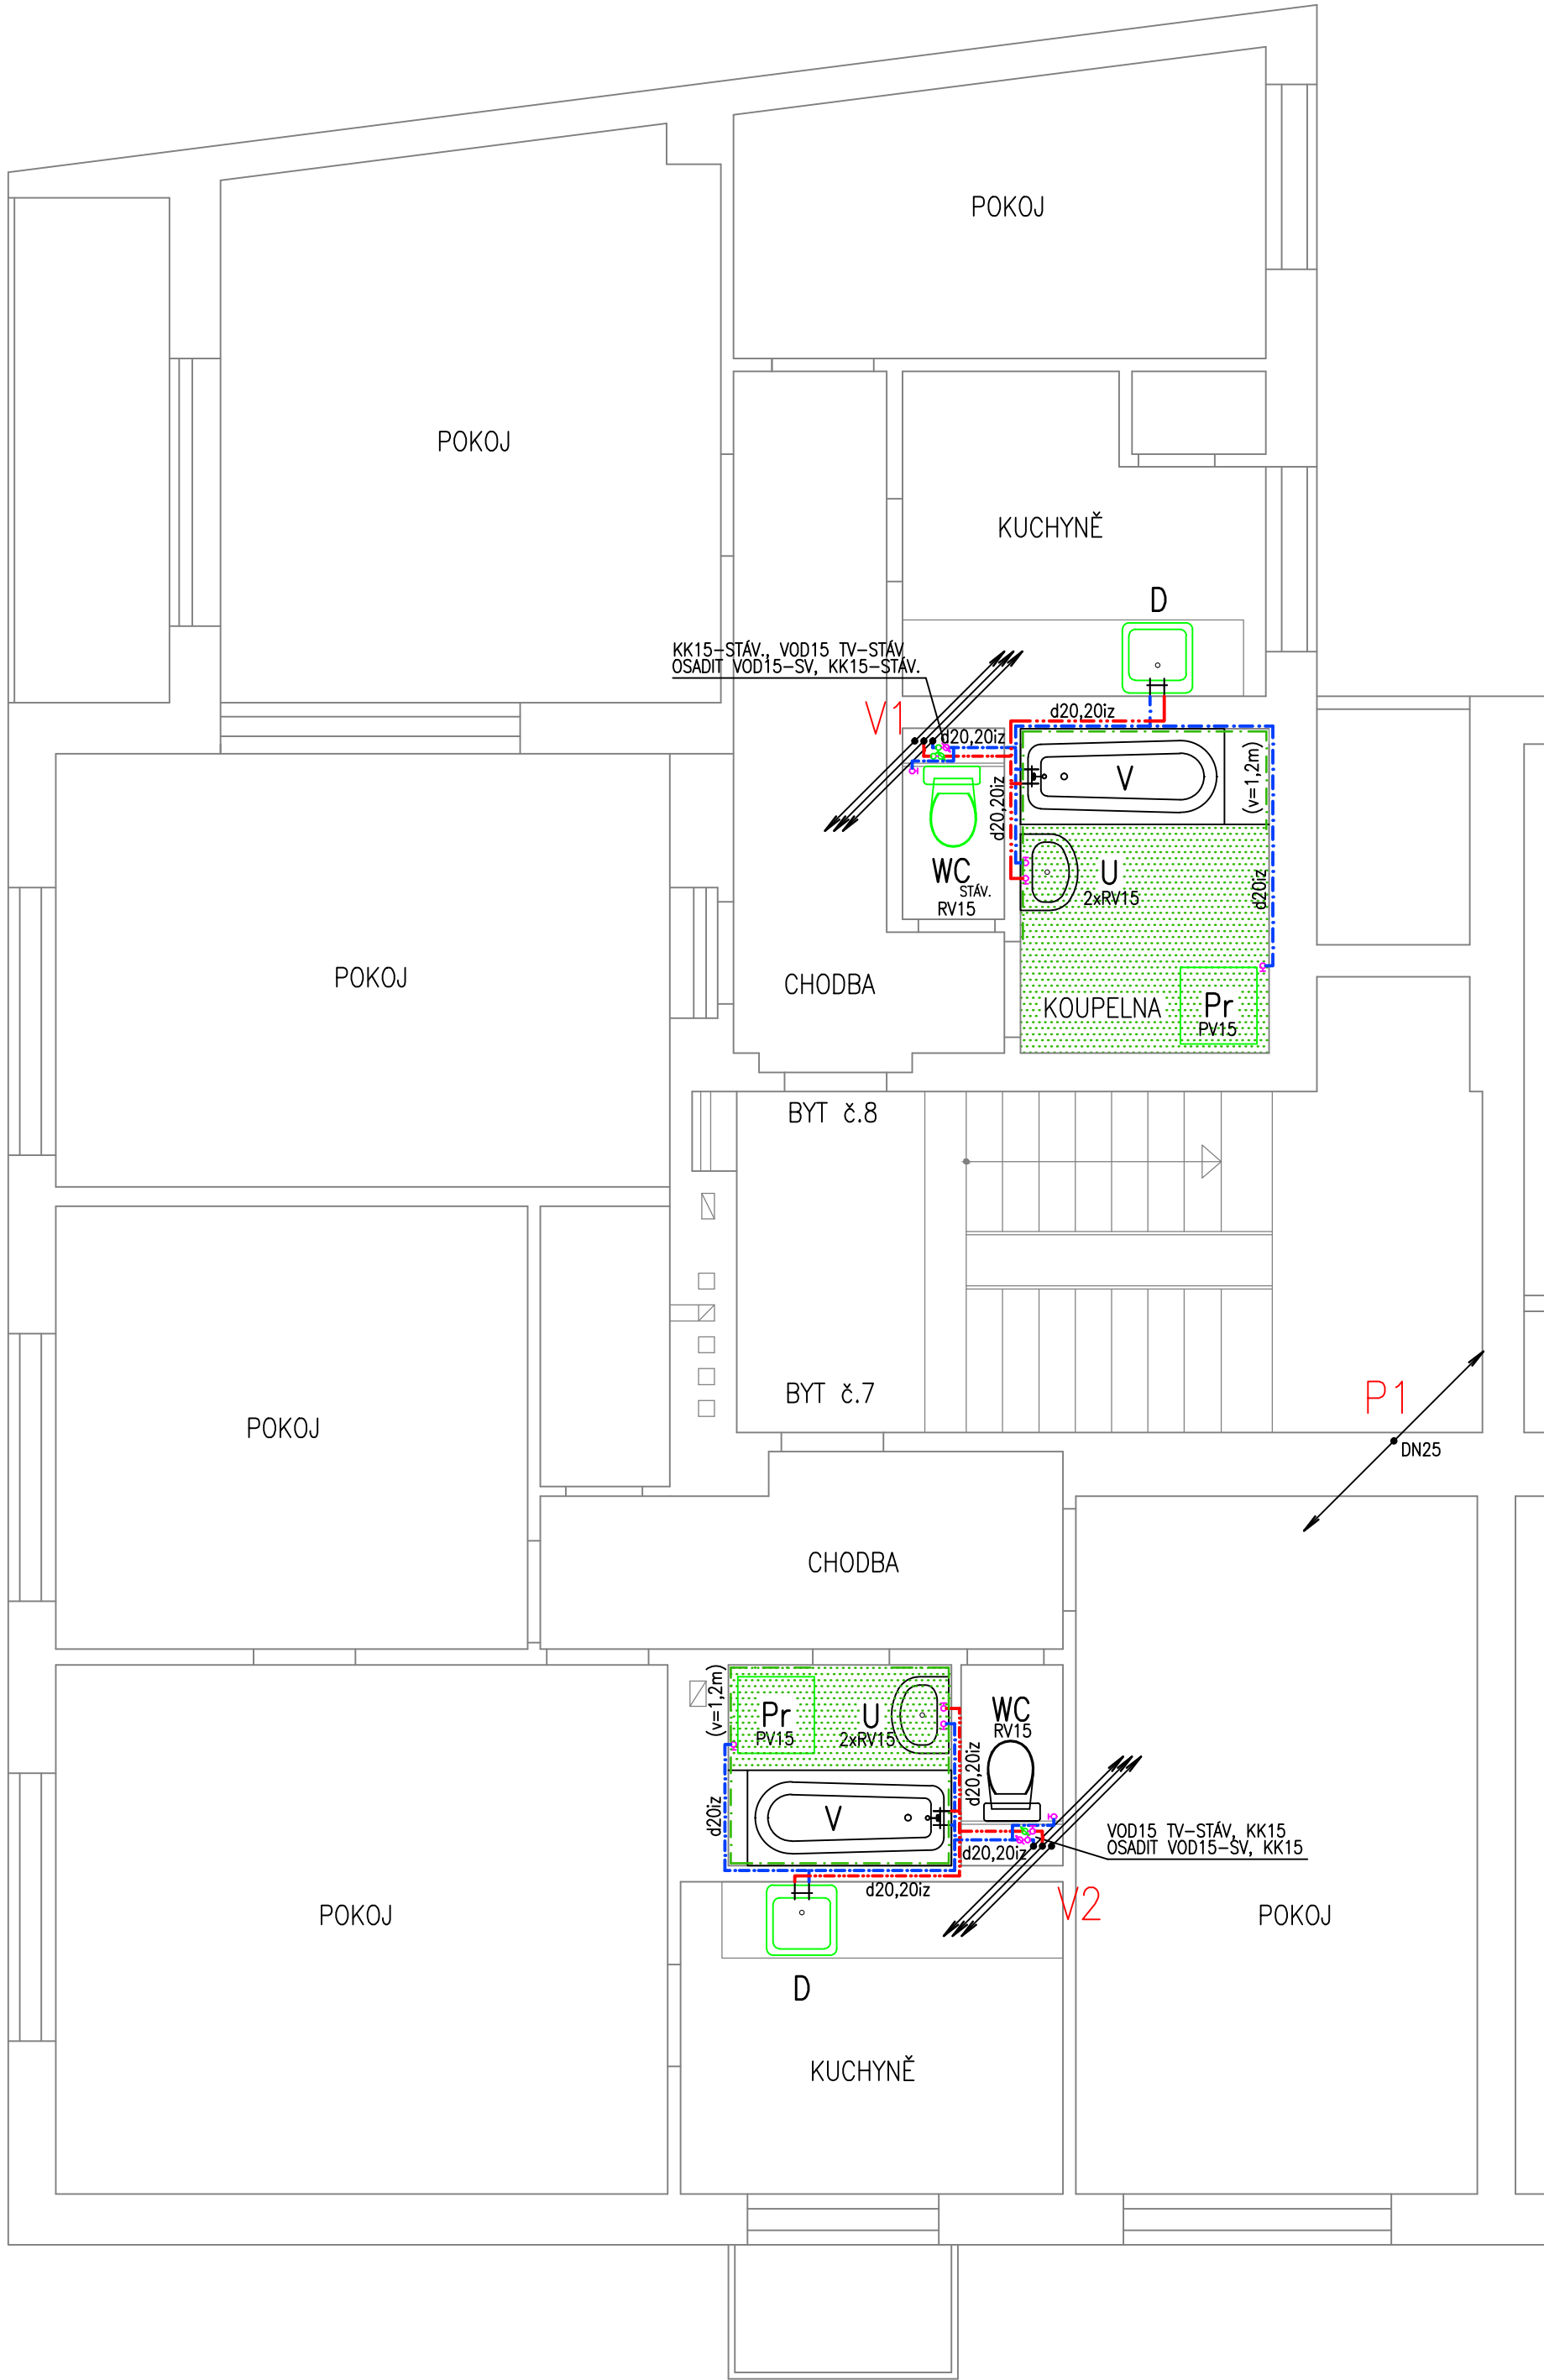 POKOJ
POKOJ
KUCHYNĚ
D
KK15-STÁV., VOD15 TV-STÁV
OSADIT VOD15-SV, KK15-STÁV.
V1
d20,20iz
d20,20iz
d20,20iz
V
(v=1,2m)
WC
STÁV.
RV15
U
2xRV15
d20iz
POKOJ
CHODBA
KOUPELNA
Pr
PV15
BYT č.8
BYT č.7
P1
DN25
POKOJ
CHODBA
(v=1,2m)
Pr
PV15
U
2xRV15
WC
RV15
d20,20iz
d20iz
V
VOD15 TV-STÁV, KK15
OSADIT VOD15-SV, KK15
d20,20iz
d20,20iz
V2
POKOJ
POKOJ
D
KUCHYNĚ